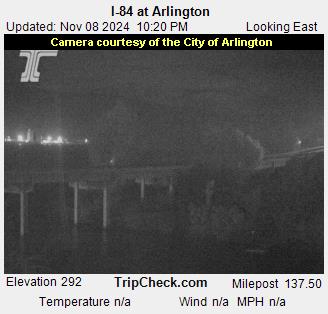 I-84 at Arlington
Updated: Nov 08 2024 10:20 PM Looking East
Camera courtesy of the City of Arlington
Elevation 292 TripCheck.com Milepost 137.50
Temperature n/a Wind n/a MPH n/a